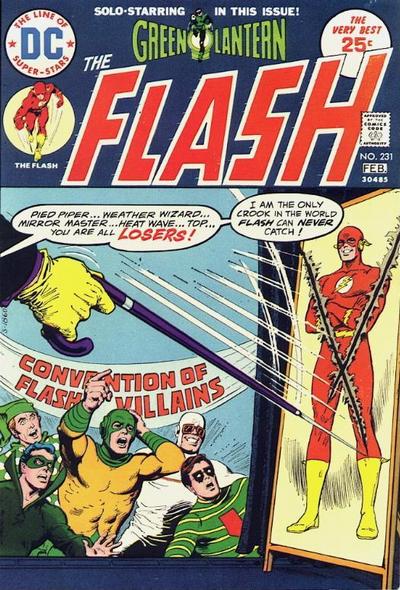 SOLO-STARRING IN THIS ISSUE!
GREEN LANTERN
THE LINE OF
DC
SUPER-STARS
THE VERY BEST
25¢
THE
FLASH
THE FLASH
APPROVED
BY THE
COMICS
CODE
AUTHORITY
NO. 231
FEB.
30485
PIED PIPER... WEATHER WIZARD...
MIRROR MASTER... HEAT WAVE... TOP...
YOU ARE ALL LOSERS!
I AM THE ONLY
CROOK IN THE WORLD
FLASH CAN NEVER
CATCH!
CONVENTION OF
FLASH VILLAINS